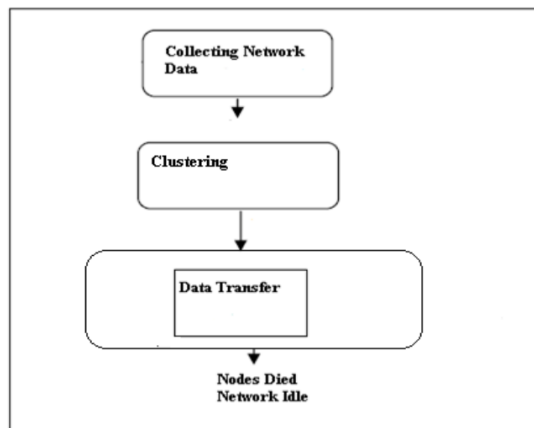 Collecting Network
Data
Clustering
Data Transfer
Nodes Died
Network Idle